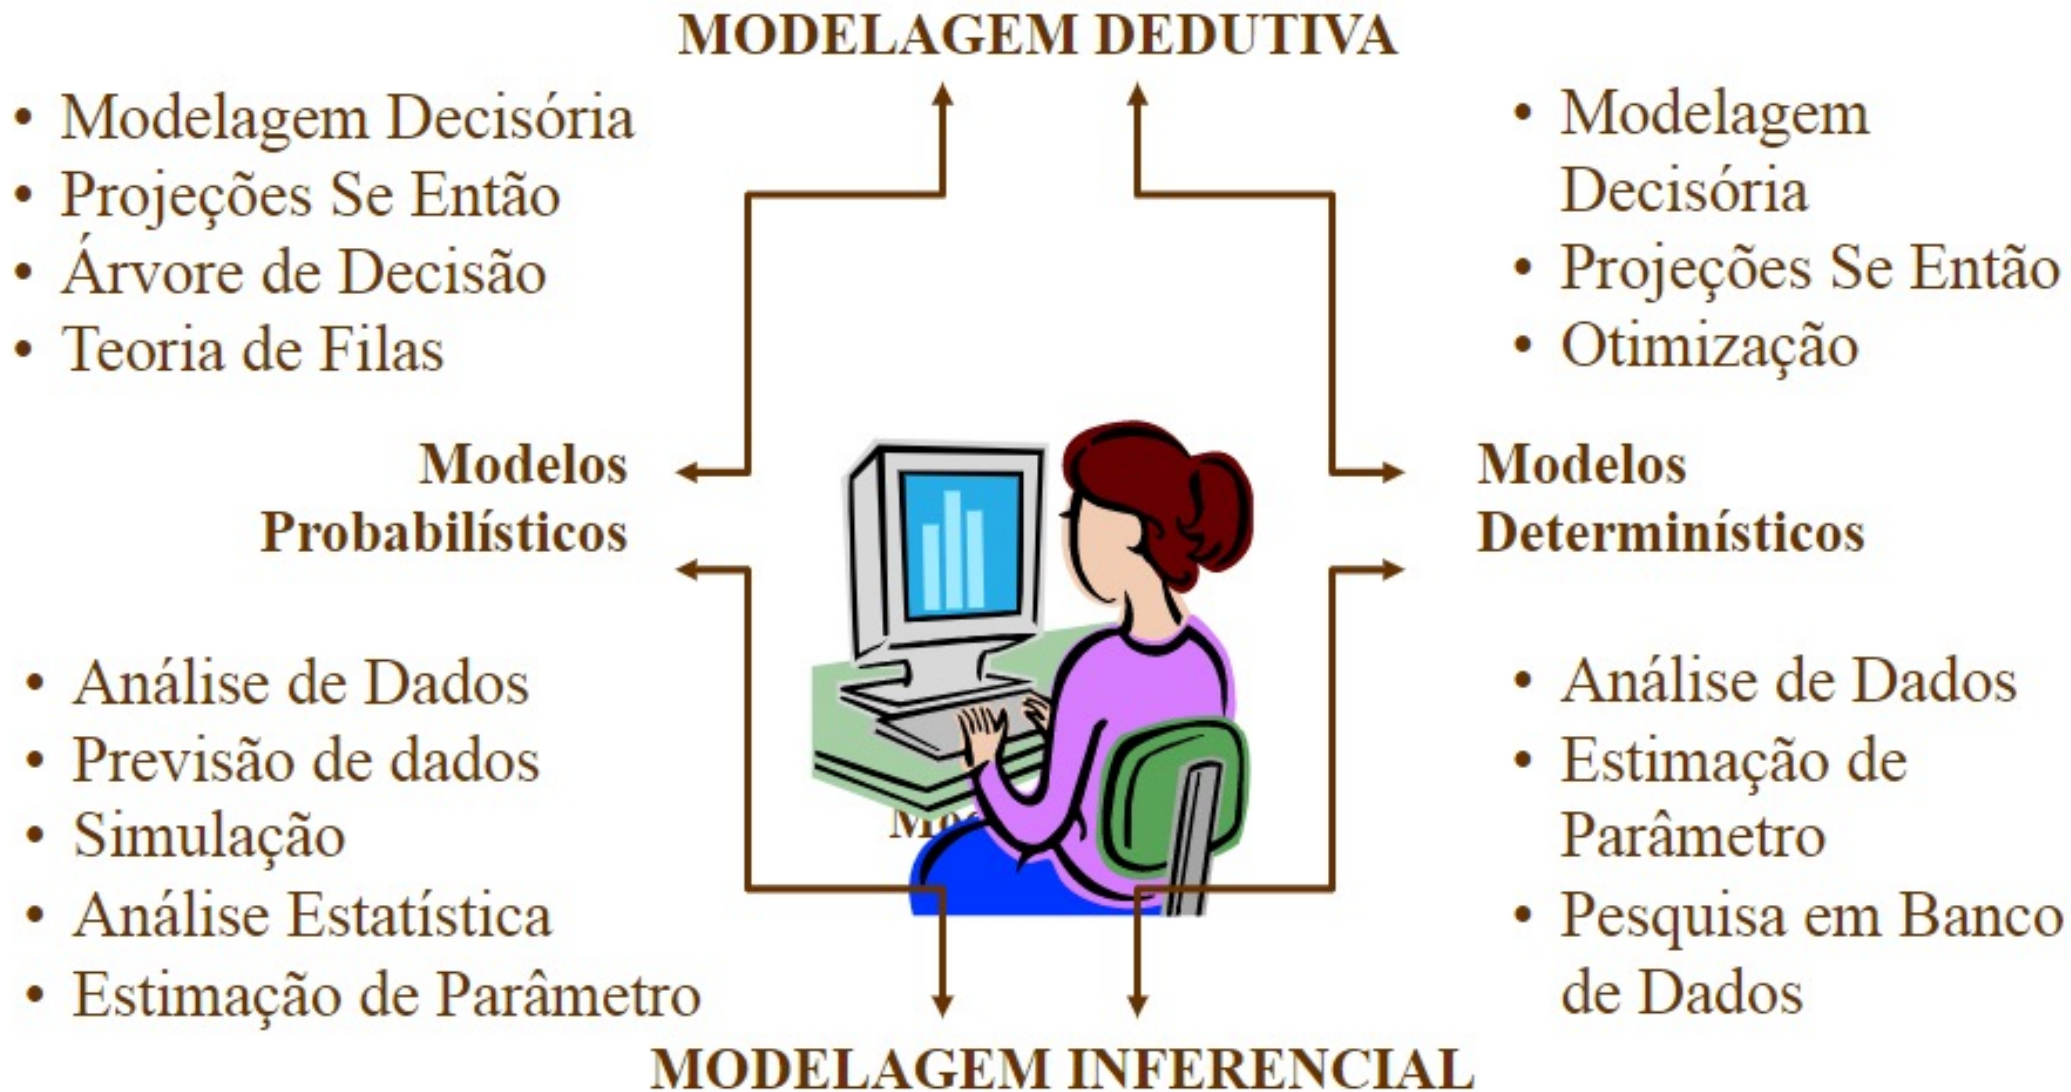 MODELAGEM DEDUTIVA
• Modelagem Decisória
• Projeções Se Então
• Árvore de Decisão
• Teoria de Filas
• Modelagem
Decisória
• Projeções Se Então
• Otimização
Modelos
Probabilísticos
Modelos
Determinísticos
• Análise de Dados
• Previsão de dados
• Simulação
• Análise Estatística
• Estimação de Parâmetro
• Análise de Dados
• Estimação de
Parâmetro
• Pesquisa em Banco
de Dados
MODELAGEM INFERENCIAL